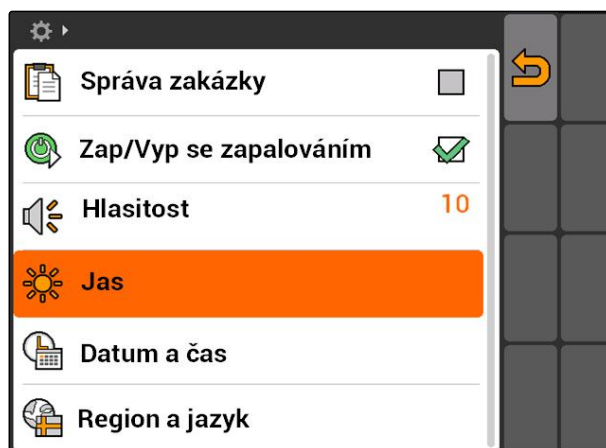 Správa zakázky
Zap/Vyp se zapalováním
Hlasitost 10
Jas
Datum a čas
Region a jazyk